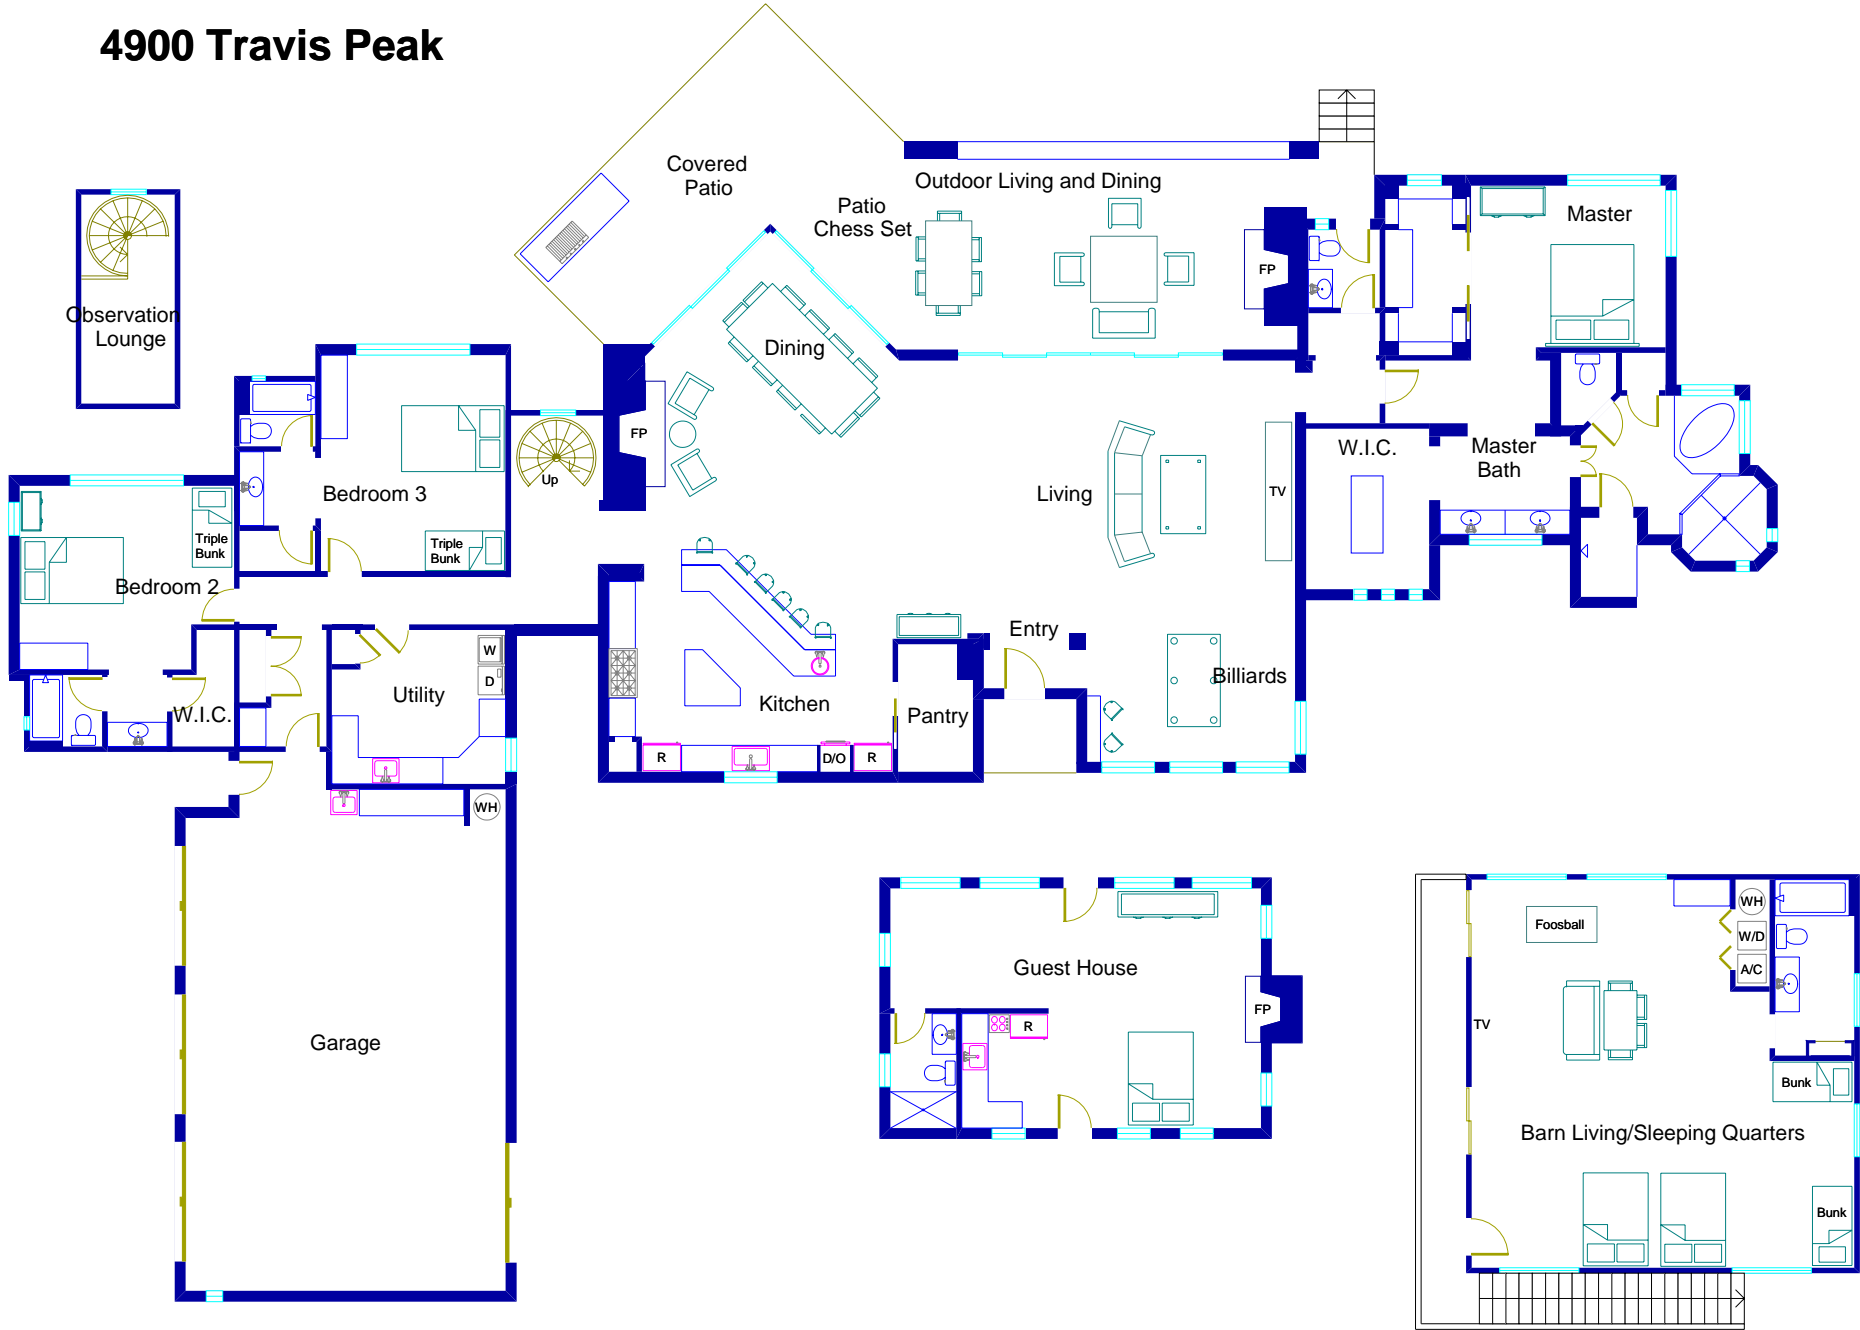 4900 Travis Peak
Covered
Patio
Outdoor Living and Dining
Patio
Chess Set
Master
FP
Observation
Lounge
Dining
FP
Up
Bedroom 3
W.I.C.
Master
Bath
Living
TV
Triple
Bunk
Triple
Bunk
Bedroom 2
Entry
W
D
Utility
Billiards
Kitchen
Pantry
W.I.C.
R
D/O
R
WH
Garage
Guest House
FP
R
WH
Foosball
W/D
A/C
TV
Bunk
Barn Living/Sleeping Quarters
Bunk